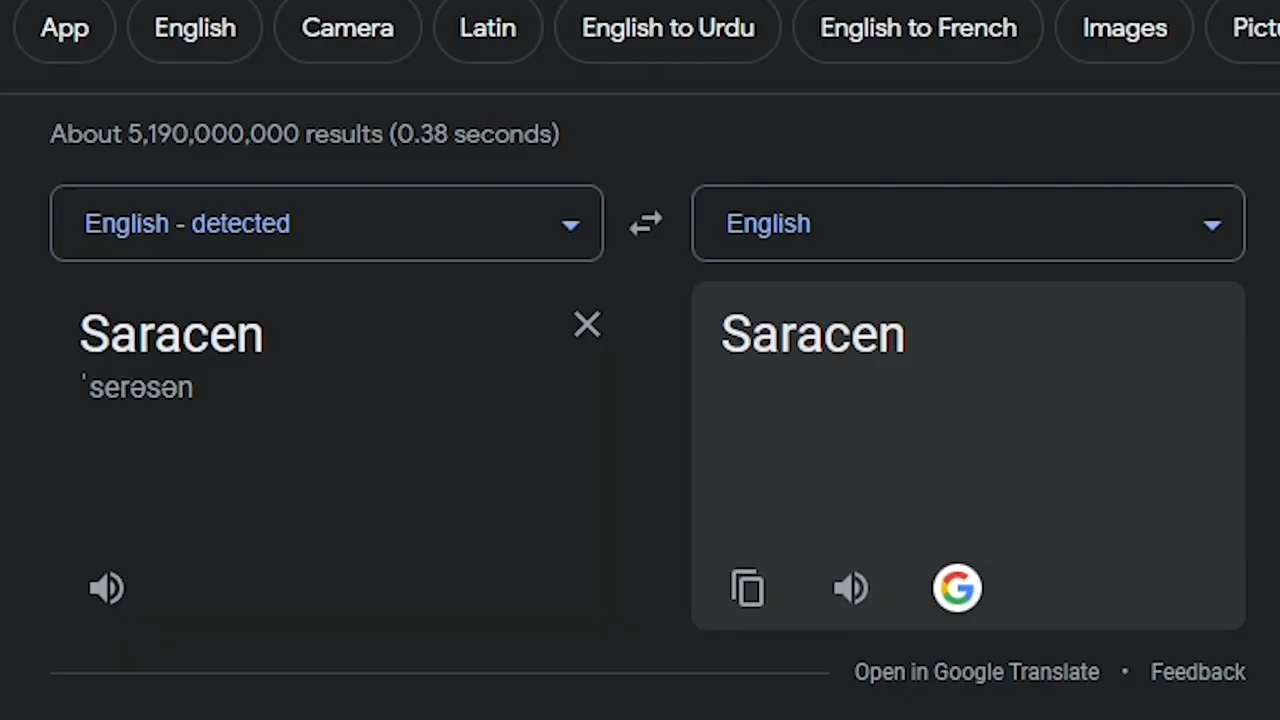 App English Camera Latin English to Urdu English to French Images Pict
About 5,190,000,000 results (0.38 seconds)
English - detected English
Saracen Saracen
ˈserəsən
Open in Google Translate • Feedback